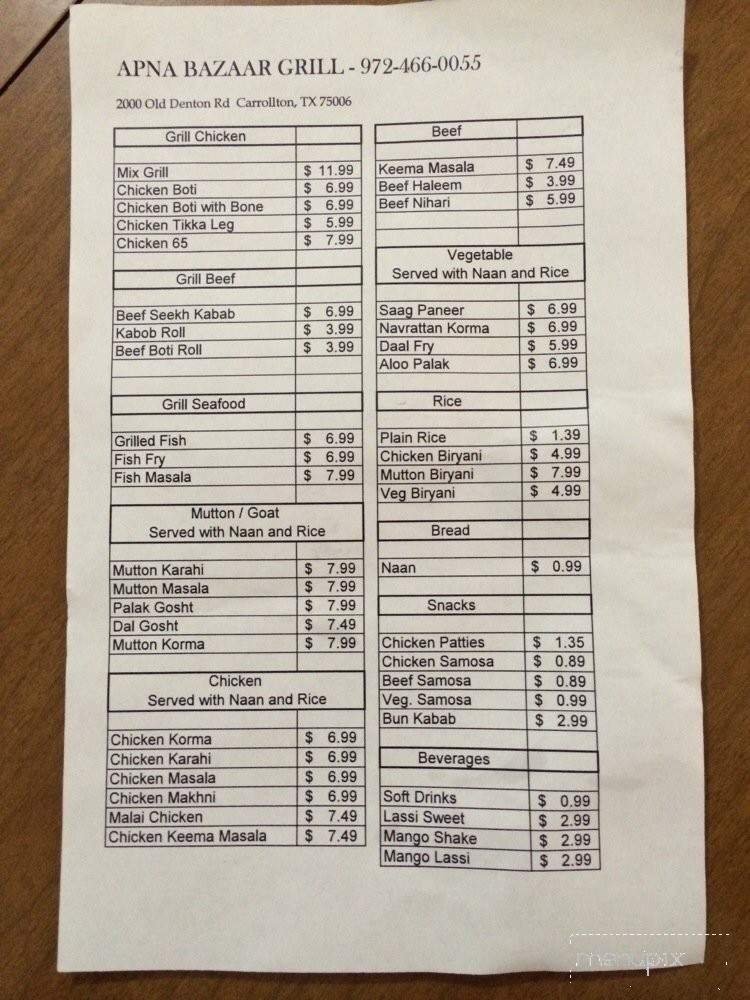 APNA BAZAAR GRILL - 972-466-0055
2000 Old Denton Rd Carrollton, TX 75006
Grill Chicken
Mix Grill $ 11.99
Chicken Boti $ 6.99
Chicken Boti with Bone $ 6.99
Chicken Tikka Leg $ 5.99
Chicken 65 $ 7.99
Grill Beef
Beef Seekh Kabab $ 6.99
Kabob Roll $ 3.99
Beef Boti Roll $ 3.99
Grill Seafood
Grilled Fish $ 6.99
Fish Fry $ 6.99
Fish Masala $ 7.99
Mutton / Goat
Served with Naan and Rice
Mutton Karahi $ 7.99
Mutton Masala $ 7.99
Palak Gosht $ 7.99
Dal Gosht $ 7.49
Mutton Korma $ 7.99
Chicken
Served with Naan and Rice
Chicken Korma $ 6.99
Chicken Karahi $ 6.99
Chicken Masala $ 6.99
Chicken Makhni $ 6.99
Malai Chicken $ 7.49
Chicken Keema Masala $ 7.49
Beef
Keema Masala $ 7.49
Beef Haleem $ 3.99
Beef Nihari $ 5.99
Vegetable
Served with Naan and Rice
Saag Paneer $ 6.99
Navrattan Korma $ 6.99
Daal Fry $ 5.99
Aloo Palak $ 6.99
Rice
Plain Rice $ 1.39
Chicken Biryani $ 4.99
Mutton Biryani $ 7.99
Veg Biryani $ 4.99
Bread
Naan $ 0.99
Snacks
Chicken Patties $ 1.35
Chicken Samosa $ 0.89
Beef Samosa $ 0.89
Veg. Samosa $ 0.99
Bun Kabab $ 2.99
Beverages
Soft Drinks $ 0.99
Lassi Sweet $ 2.99
Mango Shake $ 2.99
Mango Lassi $ 2.99
menupix